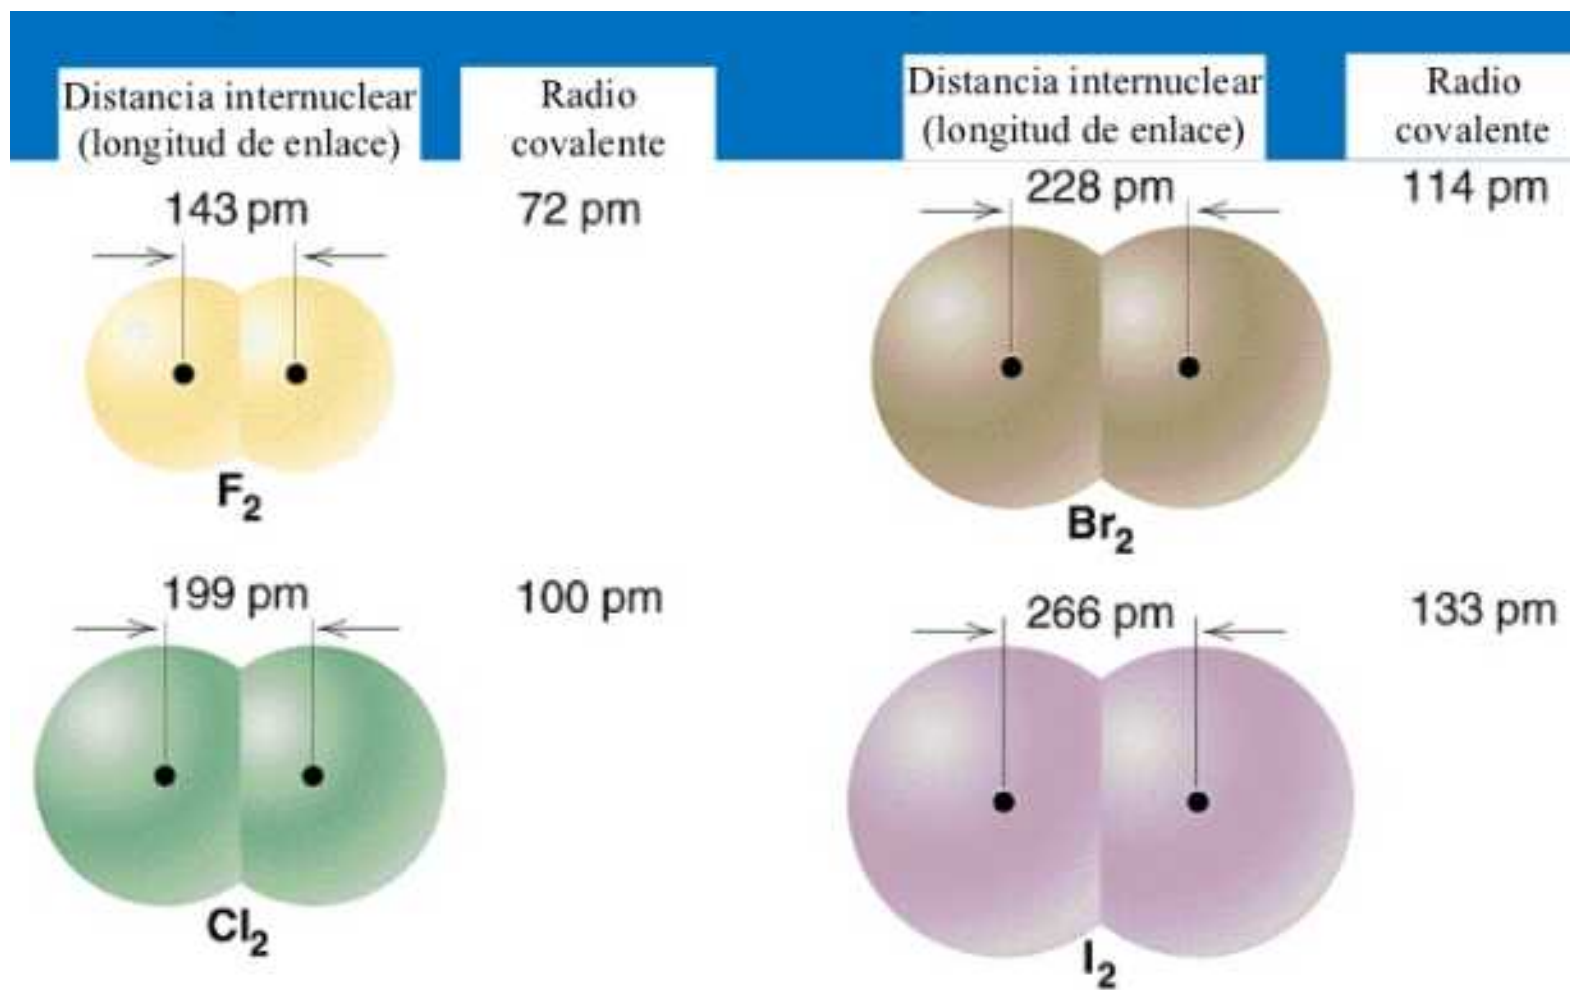 Distancia internuclear
(longitud de enlace)
Radio
covalente
143 pm
72 pm
F2
199 pm
100 pm
Cl2
Distancia internuclear
(longitud de enlace)
Radio
covalente
228 pm
114 pm
Br2
266 pm
133 pm
I2